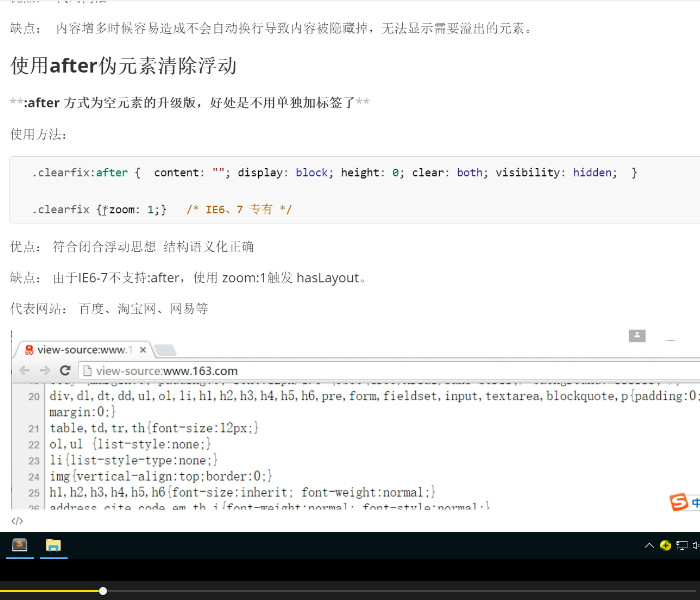 缺点： 内容增多时候容易造成不会自动换行导致内容被隐藏掉，无法显示需要溢出的元素。
使用after伪元素清除浮动
**:after 方式为空元素的升级版，好处是不用单独加标签了**
使用方法：
.clearfix:after {  content: ""; display: block; height: 0; clear: both; visibility: hidden;  }
.clearfix {*zoom: 1;}   /* IE6、7 专有 */
优点： 符合闭合浮动思想 结构语义化正确
缺点： 由于IE6-7不支持:after，使用 zoom:1触发 hasLayout。
代表网站： 百度、淘宝网、网易等
view-source:www.1
view-source:www.163.com
20 div,dl,dt,dd,ul,ol,li,h1,h2,h3,h4,h5,h6,pre,form,fieldset,input,textarea,blockquote,p{padding:0;
margin:0;}
21 table,td,tr,th{font-size:12px;}
22 ol,ul {list-style:none;}
23 li{list-style-type:none;}
24 img{vertical-align:top;border:0;}
25 h1,h2,h3,h4,h5,h6{font-size:inherit; font-weight:normal;}
26 address,cite,code,em,th,i{font-weight:normal; font-style:normal;}
</>